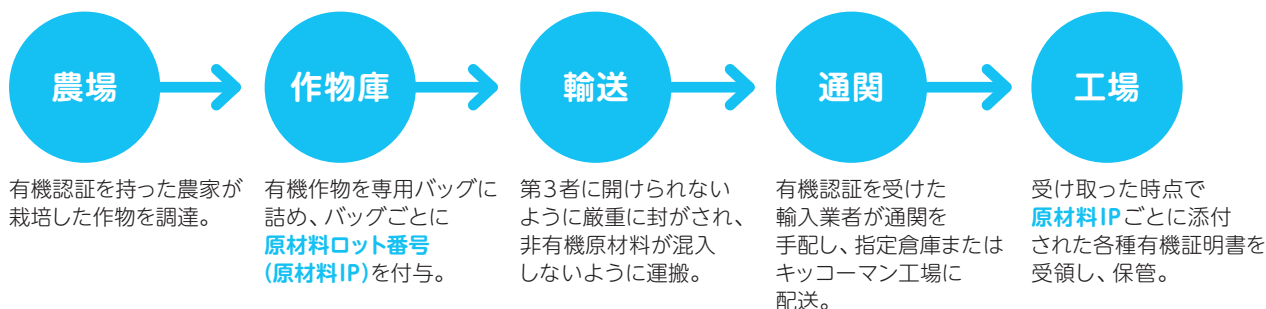 農場
有機認証を持った農家が
栽培した作物を調達。
作物庫
有機作物を専用バッグに
詰め、バッグごとに
原材料ロット番号
(原材料IP)を付与。
輸送
第3者に開けられない
ように厳重に封がされ、
非有機原材料が混入
しないように運搬。
通関
有機認証を受けた
輸入業者が通関を
手配し、指定倉庫または
キッコーマン工場に
配送。
工場
受け取った時点で
原材料IPごとに添付
された各種有機証明書を
受領し、保管。